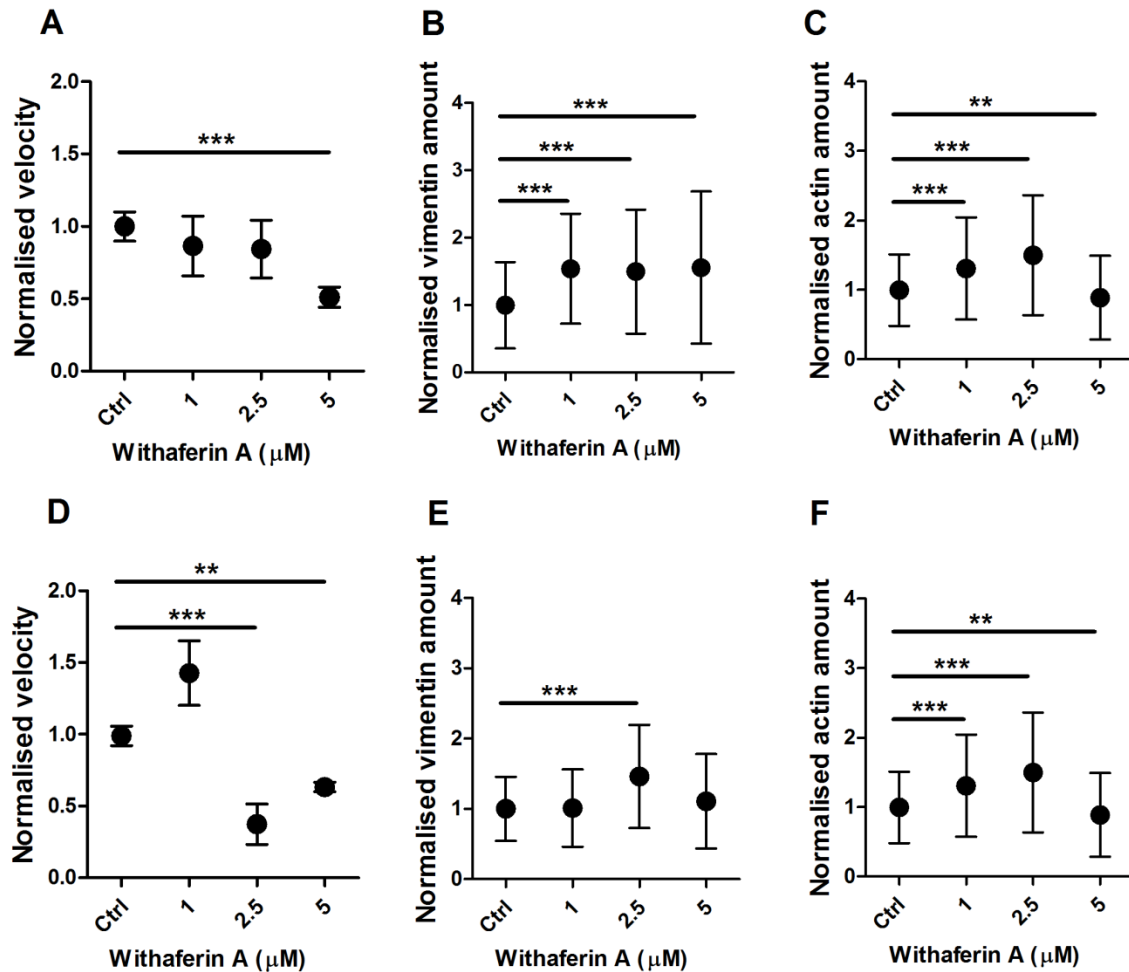 A
Normalised velocity
2.0
1.5
1.0
0.5
0.0
***
Ctrl
1
2.5
5
Withaferin A (μM)
B
Normalised vimentin amount
4
3
2
1
0
***
***
***
Ctrl
1
2.5
5
Withaferin A (μM)
C
Normalised actin amount
4
3
2
1
0
**
***
***
Ctrl
1
2.5
5
Withaferin A (μM)
D
Normalised velocity
2.0
1.5
1.0
0.5
0.0
**
***
Ctrl
1
2.5
5
Withaferin A (μM)
E
Normalised vimentin amount
4
3
2
1
0
***
Ctrl
1
2.5
5
Withaferin A (μM)
F
Normalised actin amount
4
3
2
1
0
**
***
***
Ctrl
1
2.5
5
Withaferin A (μM)